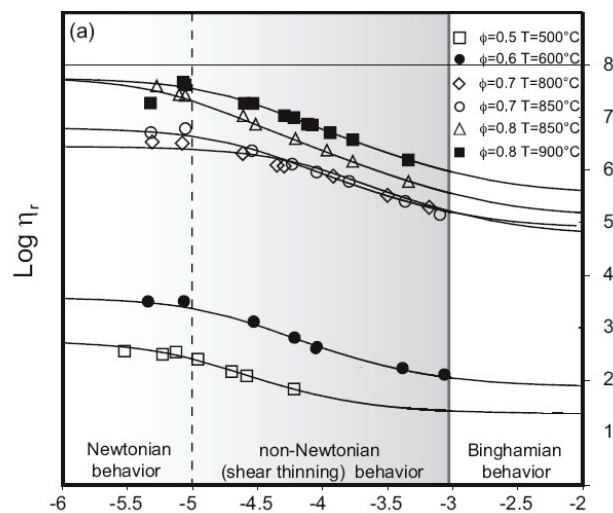 (a)
8
φ=0.5 T=500°C
φ=0.6 T=600°C
φ=0.7 T=800°C
φ=0.7 T=850°C
φ=0.8 T=850°C
φ=0.8 T=900°C
7
6
5
4
3
2
1
Log ηr
Newtonian
behavior
non-Newtonian
(shear thinning) behavior
Binghamian
behavior
-6 -5.5 -5 -4.5 -4 -3.5 -3 -2.5 -2